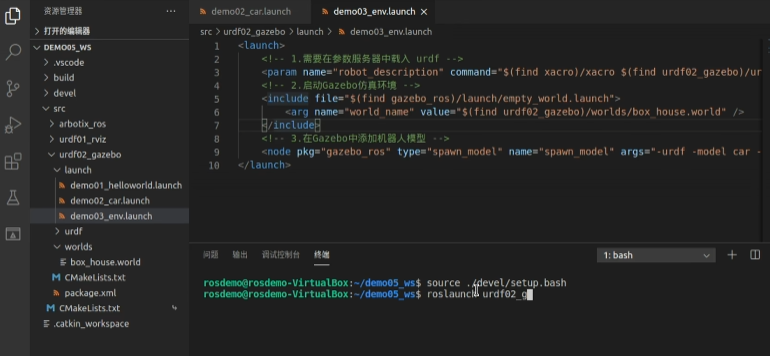 资源管理器
打开的编辑器
DEMO05_WS
.vscode
build
devel
src
arbotix_ros
urdf01_rviz
urdf02_gazebo
launch
demo01_helloworld.launch
demo02_car.launch
demo03_env.launch
urdf
worlds
box_house.world
CMakeLists.txt
package.xml
CMakeLists.txt
.catkin_workspace
demo02_car.launch
demo03_env.launch
src > urdf02_gazebo > launch > demo03_env.launch
1 <launch>
2 <!-- 1.需要在参数服务器中载入 urdf -->
3 <param name="robot_description" command="$(find xacro)/xacro $(find urdf02_gazebo)/ur
4 <!-- 2.启动Gazebo仿真环境 -->
5 <include file="$(find gazebo_ros)/launch/empty_world.launch">
6 <arg name="world_name" value="$(find urdf02_gazebo)/worlds/box_house.world" />
7 </include>
8 <!-- 3.在Gazebo中添加机器人模型 -->
9 <node pkg="gazebo_ros" type="spawn_model" name="spawn_model" args="-urdf -model car -
10 </launch>
问题 输出 调试控制台 终端
1: bash
rosdemo@rosdemo-VirtualBox:~/demo05_ws$ source ./devel/setup.bash
rosdemo@rosdemo-VirtualBox:~/demo05_ws$ roslaunch urdf02_g